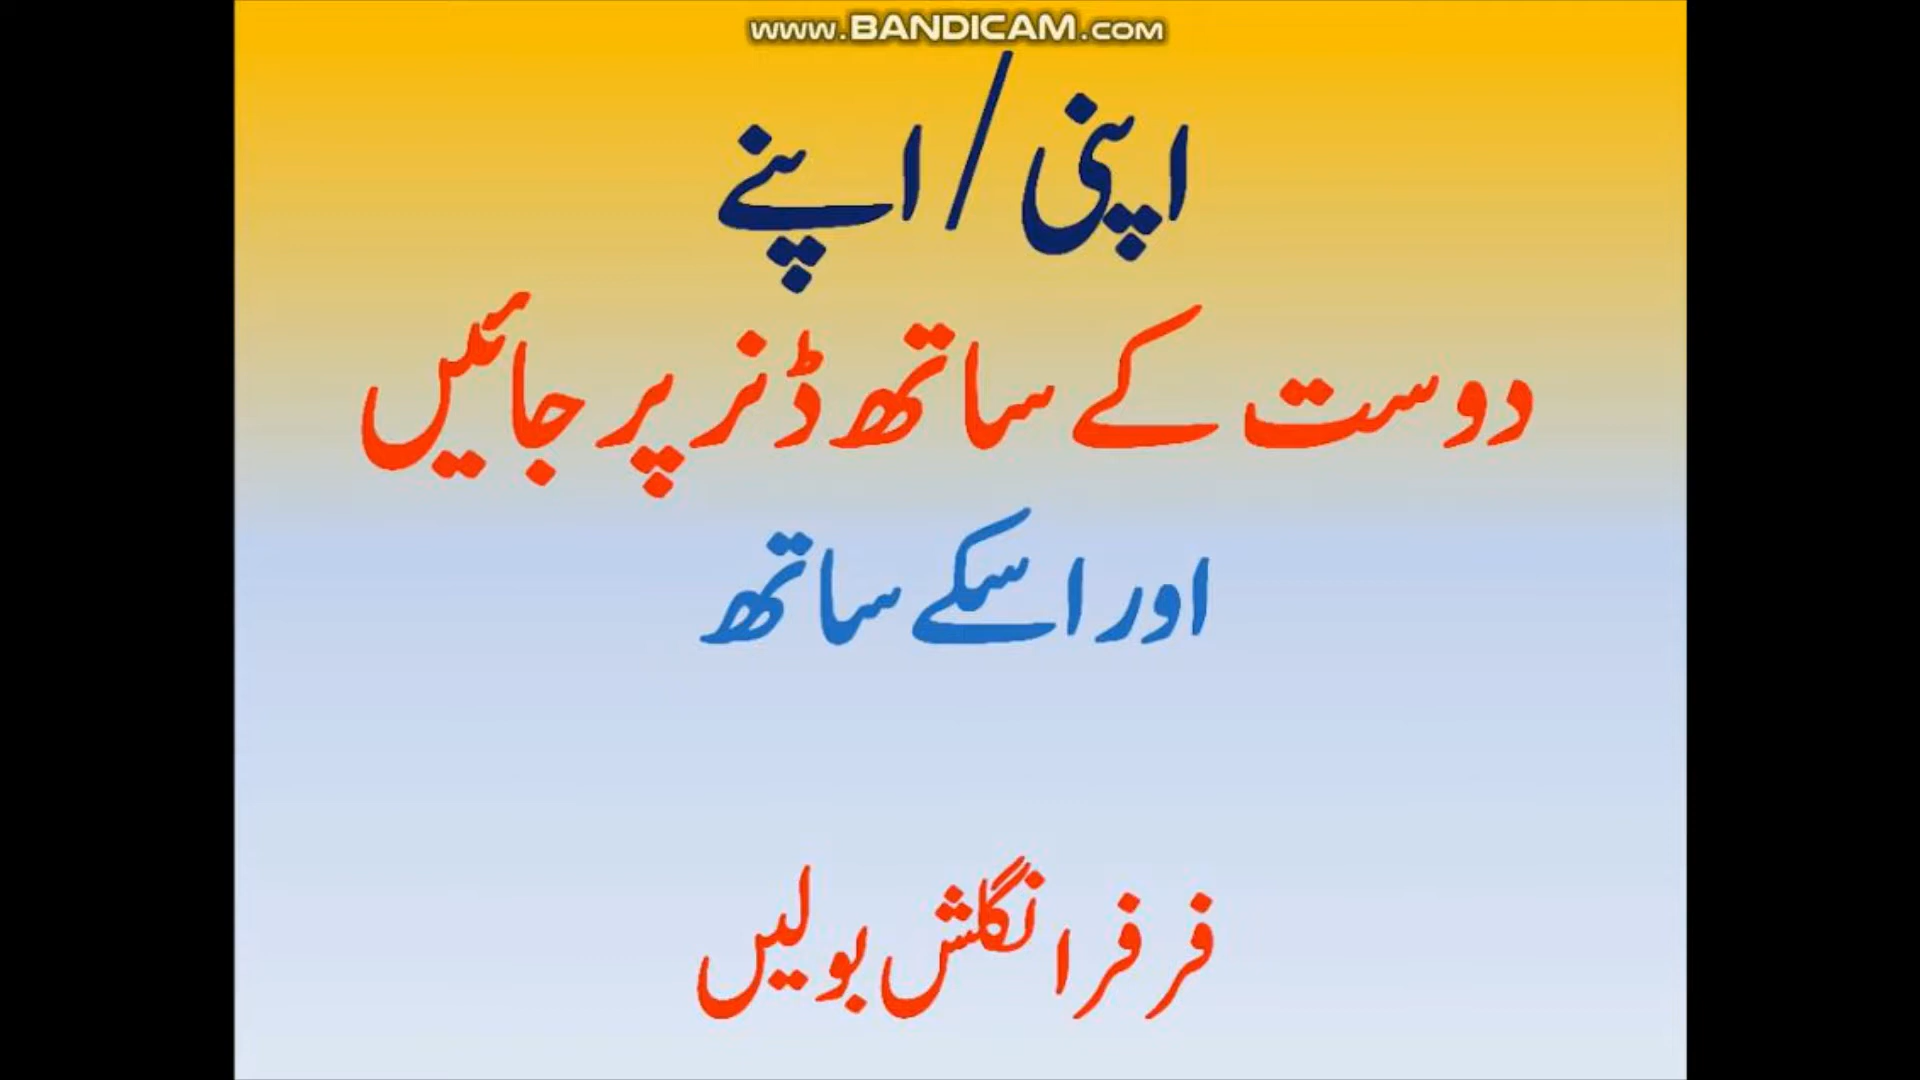 www.BANDICAM.com
اپنی/اپنے
دوست کے ساتھ ڈنر پر جائیں
اور اسکے ساتھ
فر فر انگلش بولیں